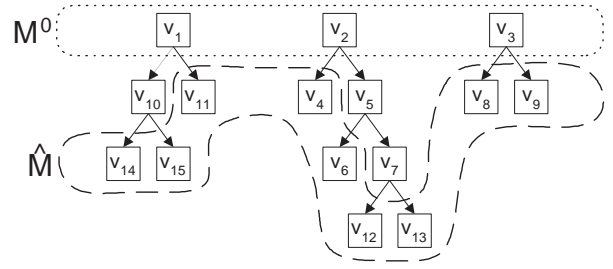 M⁰ v₁ v₂ v₃
v₁₀ v₁₁ v₄ v₅ v₈ v₉
M̂ v₁₄ v₁₅ v₆ v₇
v₁₂ v₁₃